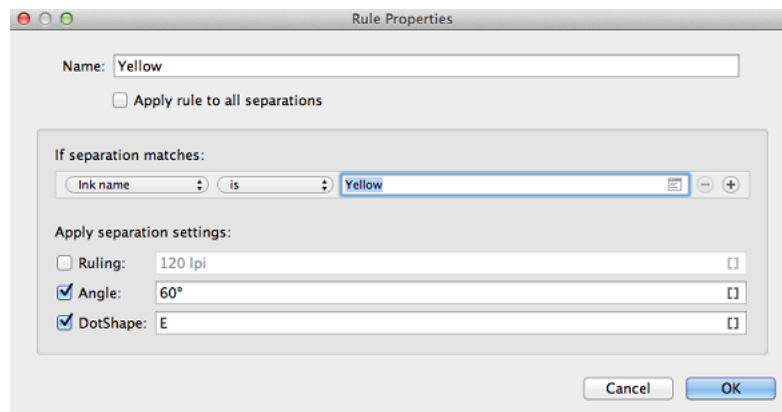 Rule Properties
Name: Yellow
Apply rule to all separations
If separation matches:
Ink name is Yellow
Apply separation settings:
Ruling: 120 lpi
Angle: 60°
DotShape: E
Cancel OK